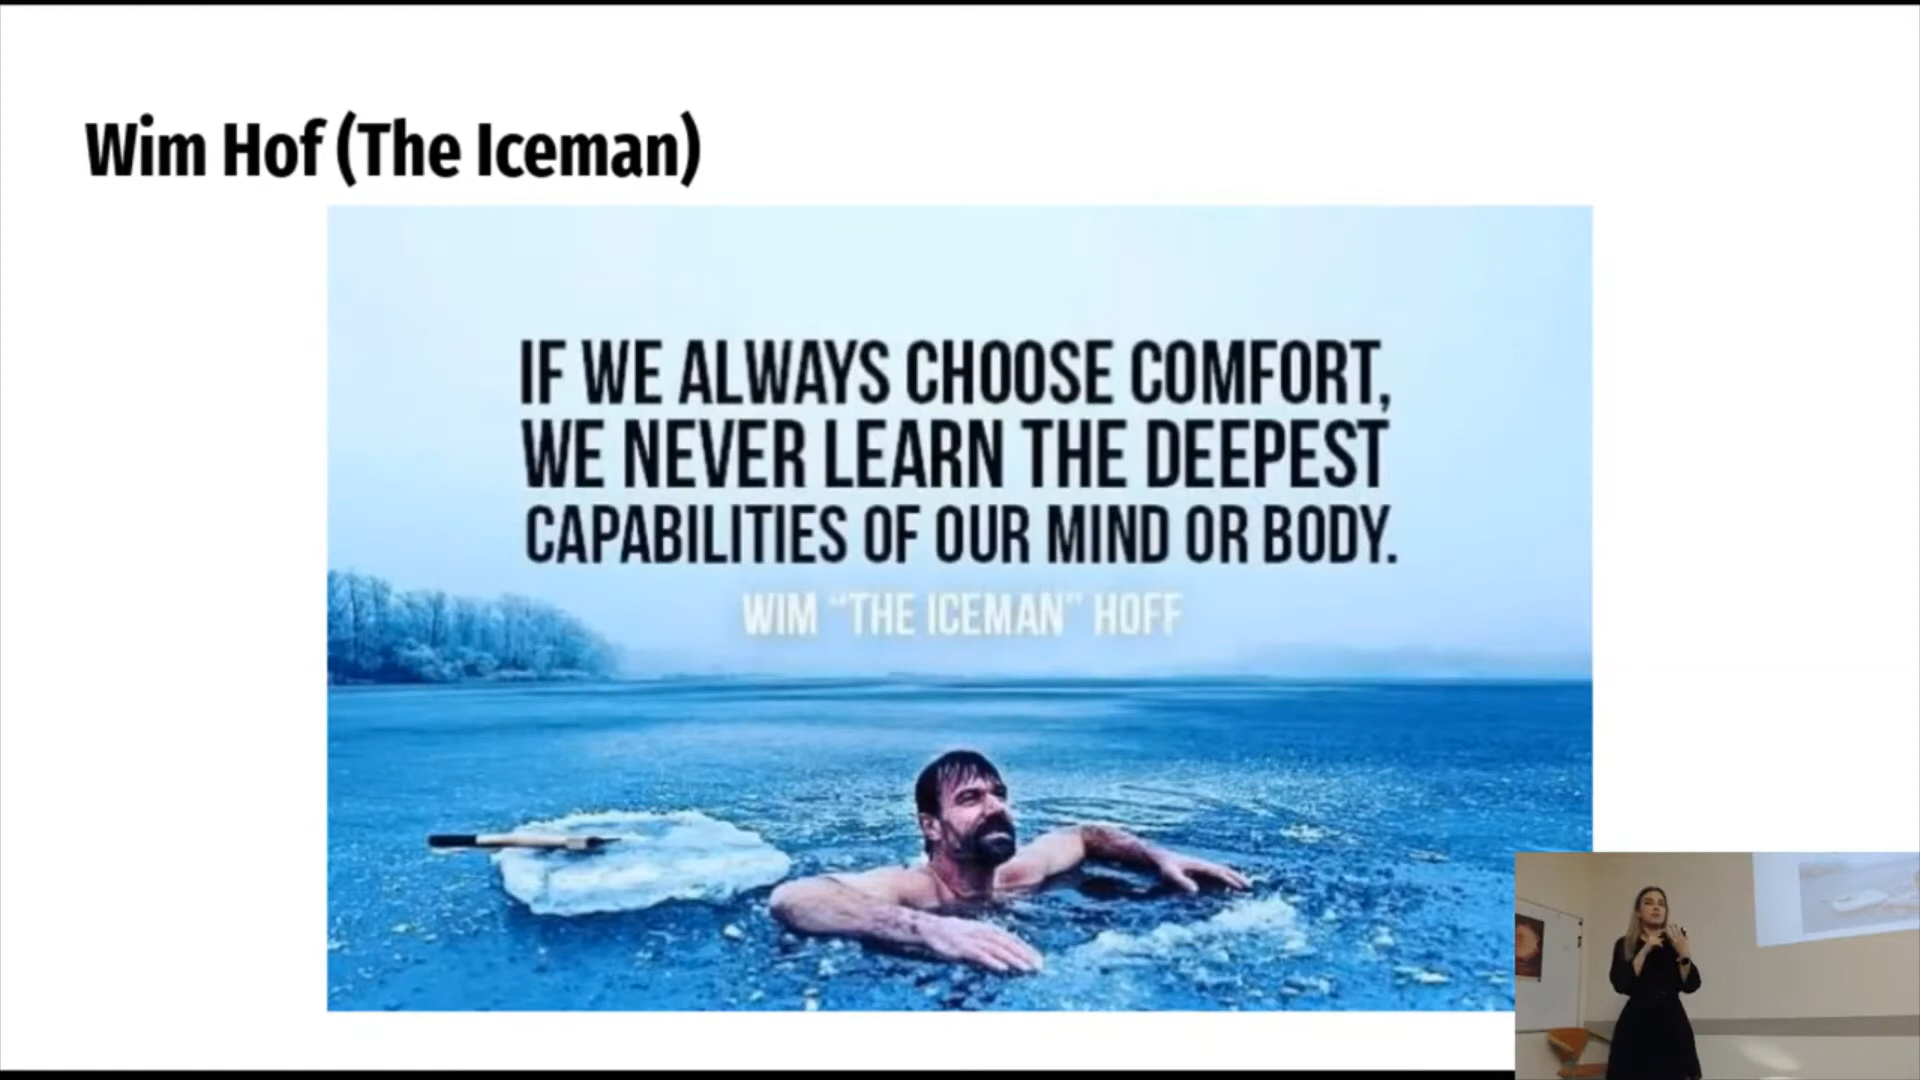 Wim Hof (The Iceman)
IF WE ALWAYS CHOOSE COMFORT,
WE NEVER LEARN THE DEEPEST
CAPABILITIES OF OUR MIND OR BODY.
WIM “THE ICEMAN” HOFF